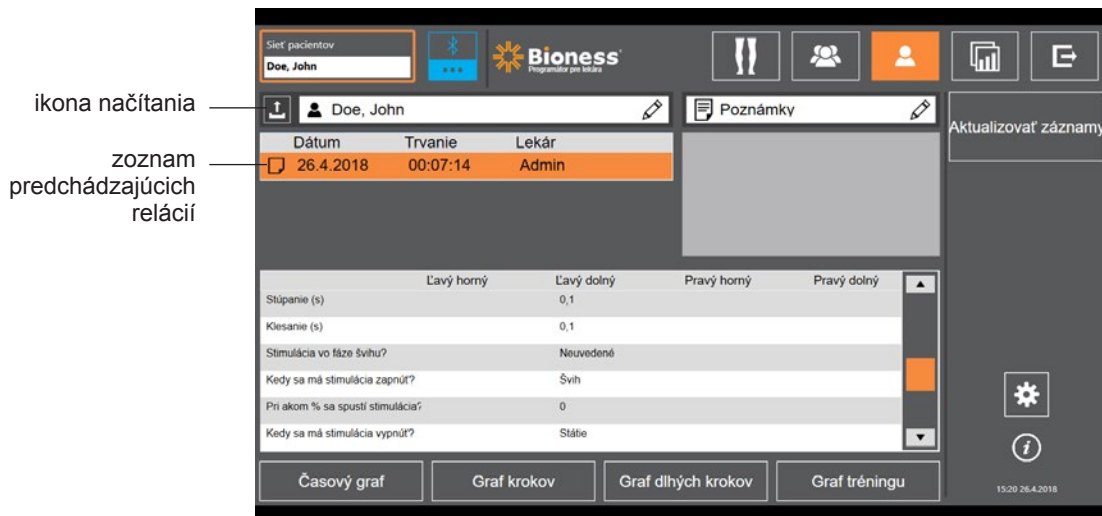 ikona načítania
zoznam
predchádzajúcich
relácií
Sieť pacientov
Doe, John
Bioness
Programátor pre lekára
Doe, John
Poznámky
Aktualizovať záznamy
Dátum Trvanie Lekár
26.4.2018 00:07:14 Admin
Ľavý horný Ľavý dolný Pravý horný Pravý dolný
Stúpanie (s) 0,1
Klesanie (s) 0,1
Stimulácia vo fáze švihu? Neuvedené
Kedy sa má stimulácia zapnúť? Švih
Pri akom % sa spustí stimulácia? 0
Kedy sa má stimulácia vypnúť? Státie
Časový graf Graf krokov Graf dlhých krokov Graf tréningu
15:20 26.4.2018